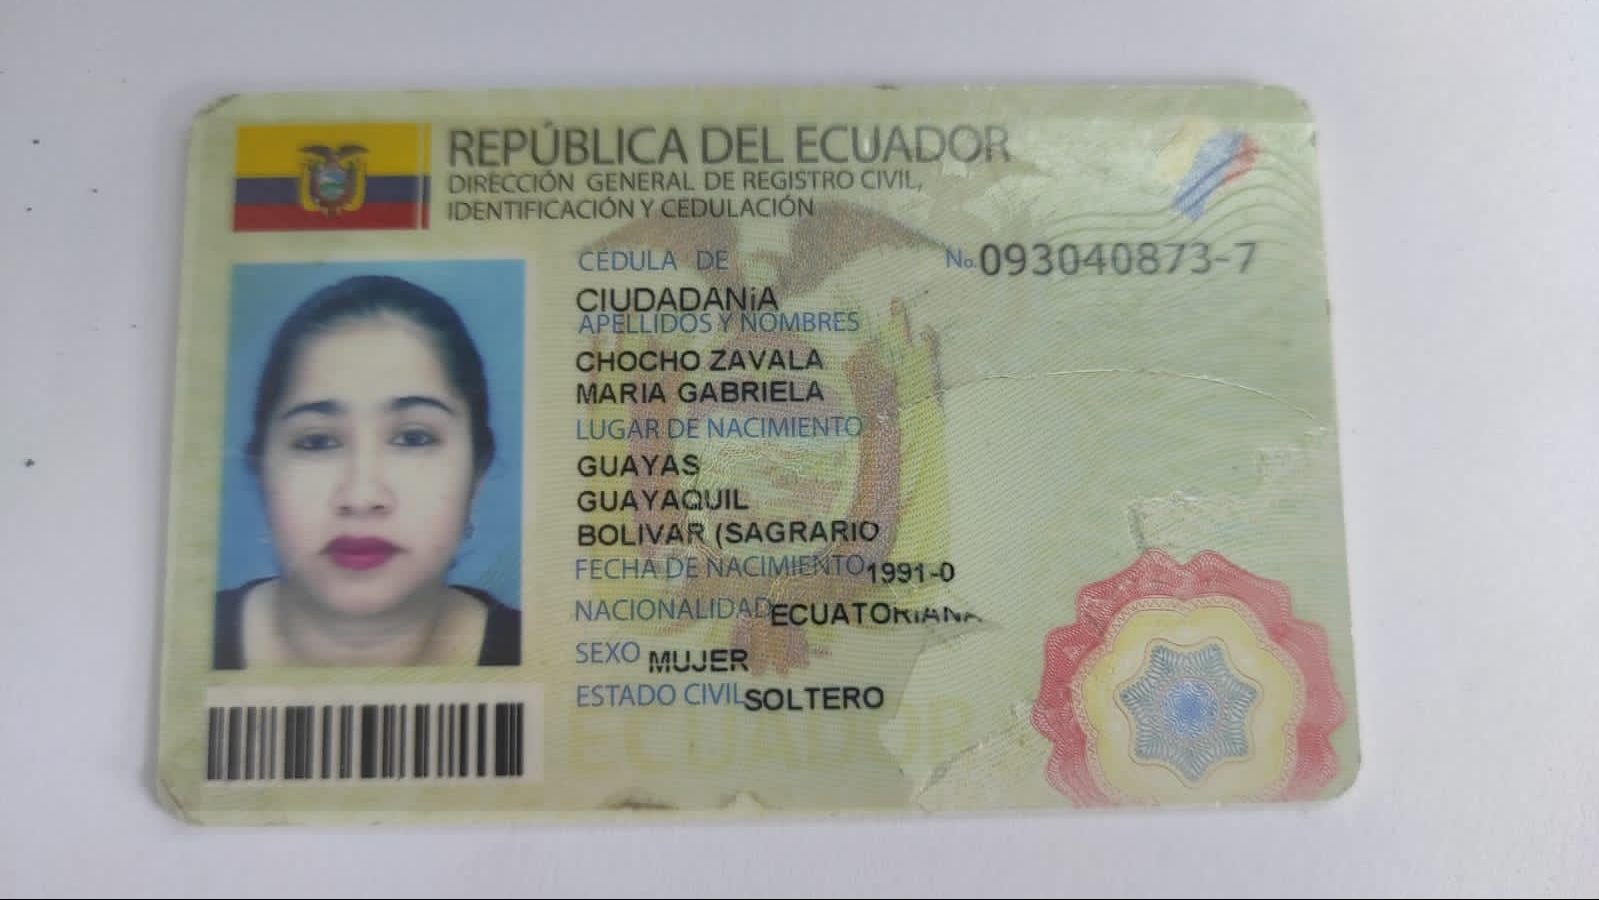 REPÚBLICA DEL ECUADOR
DIRECCIÓN GENERAL DE REGISTRO CIVIL,
IDENTIFICACIÓN Y CEDULACIÓN
CÉDULA DE No. 093040873-7
CIUDADANíA
APELLIDOS Y NOMBRES
CHOCHO ZAVALA
MARIA GABRIELA
LUGAR DE NACIMIENTO
GUAYAS
GUAYAQUIL
BOLIVAR (SAGRARIO
FECHA DE NACIMIENTO 1991-0
NACIONALIDAD ECUATORIANA
SEXO MUJER
ESTADO CIVIL SOLTERO
ECUADOR